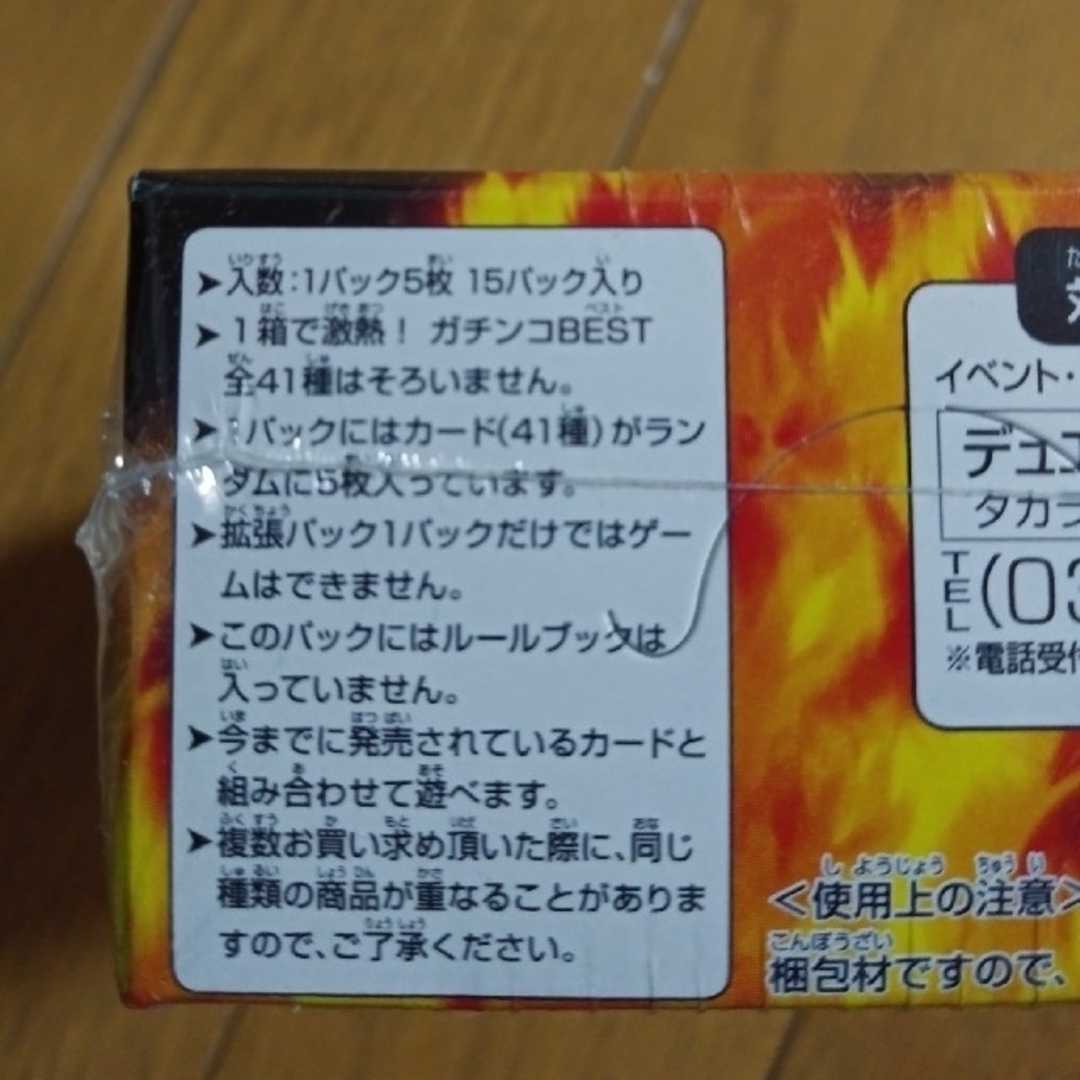 ➤入数:1パック5枚 15パック入り
➤1箱で激熱! ガチンコBEST
全41種はそろいません。
➤1パックにはカード(41種)がラン
ダムに5枚入っています。
➤拡張パック1パックだけではゲー
ムはできません。
➤このパックにはルールブックは
入っていません。
➤今までに発売されているカードと
組み合わせて遊べます。
➤複数お買い求め頂いた際に、同じ
種類の商品が重なることがありま
すので、ご了承ください。
イベント・
デュエ
タカラ
TEL(03
※電話受付
<使用上の注意>
梱包材ですので、